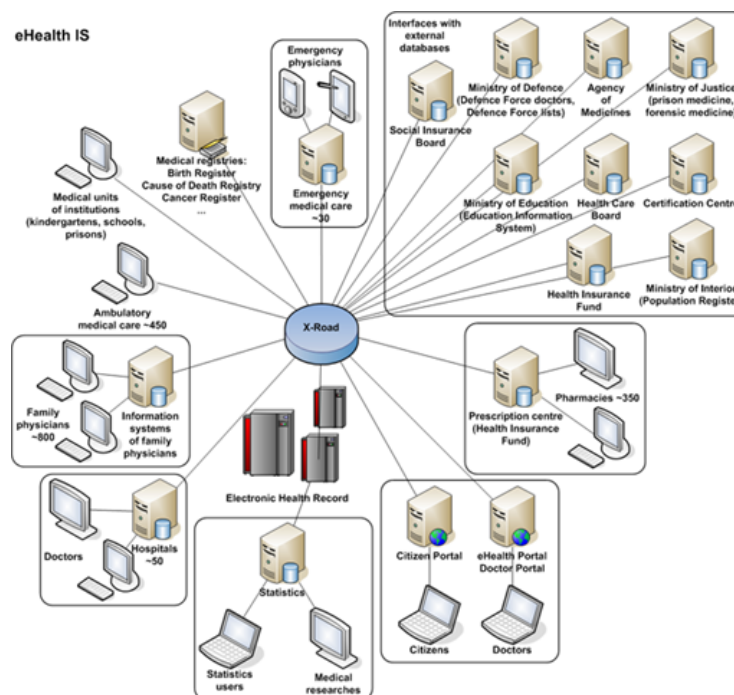 eHealth IS
Emergency
physicians
Emergency
medical care
~30
Medical registries:
Birth Register
Cause of Death Registry
Cancer Register
...
Medical units
of institutions
(kindergartens, schools,
prisons)
Ambulatory
medical care ~450
Family
physicians
~800
Information
systems
of family
physicians
Doctors
Hospitals
~50
Interfaces with
external
databases
Social Insurance
Board
Ministry of Defence
(Defence Force doctors,
Defence Force lists)
Agency
of
Medicines
Ministry of Justice
(prison medicine,
forensic medicine)
Ministry of Education
(Education Information
System)
Health Care
Board
Certification Centre
Health Insurance
Fund
Ministry of Interior
(Population Register)
X-Road
Prescription centre
(Health Insurance
Fund)
Pharmacies ~350
Electronic Health Record
Statistics
Statistics
users
Medical
researches
Citizen Portal
eHealth Portal
Doctor Portal
Citizens
Doctors